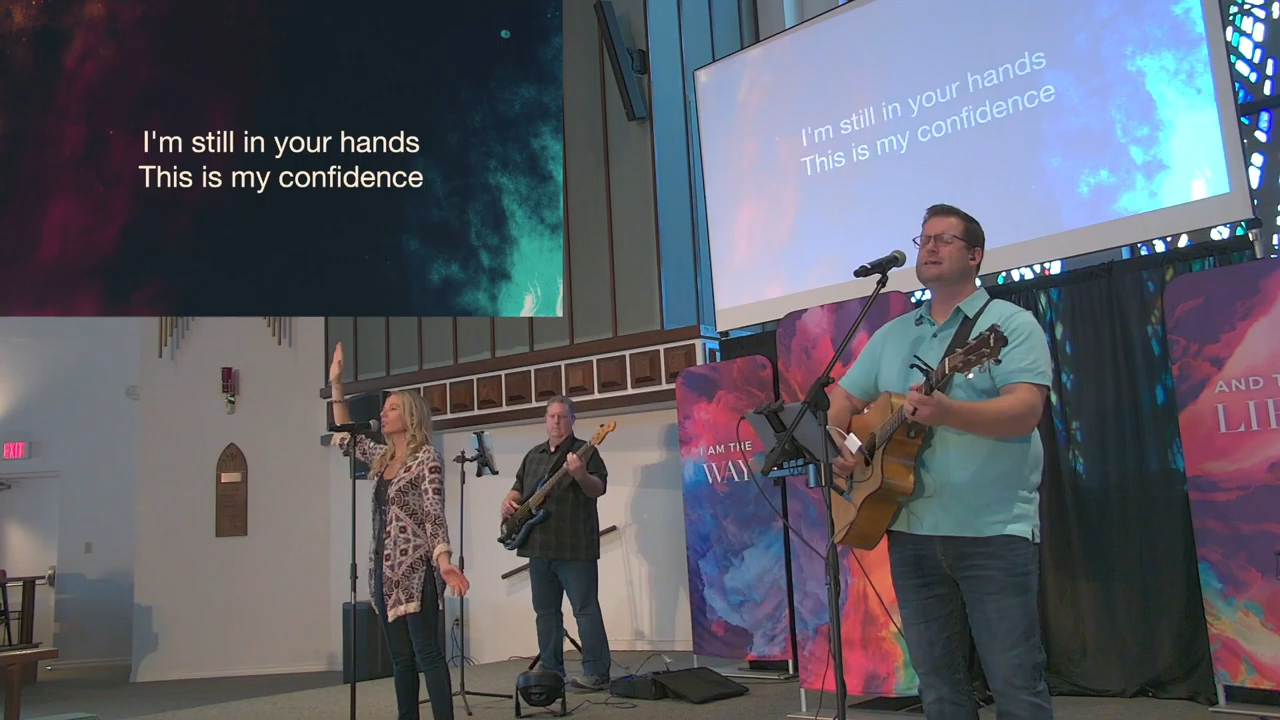 I'm still in your hands
This is my confidence
I'm still in your hands
This is my confidence
EXIT
I AM THE
WAY
AND T
LIF